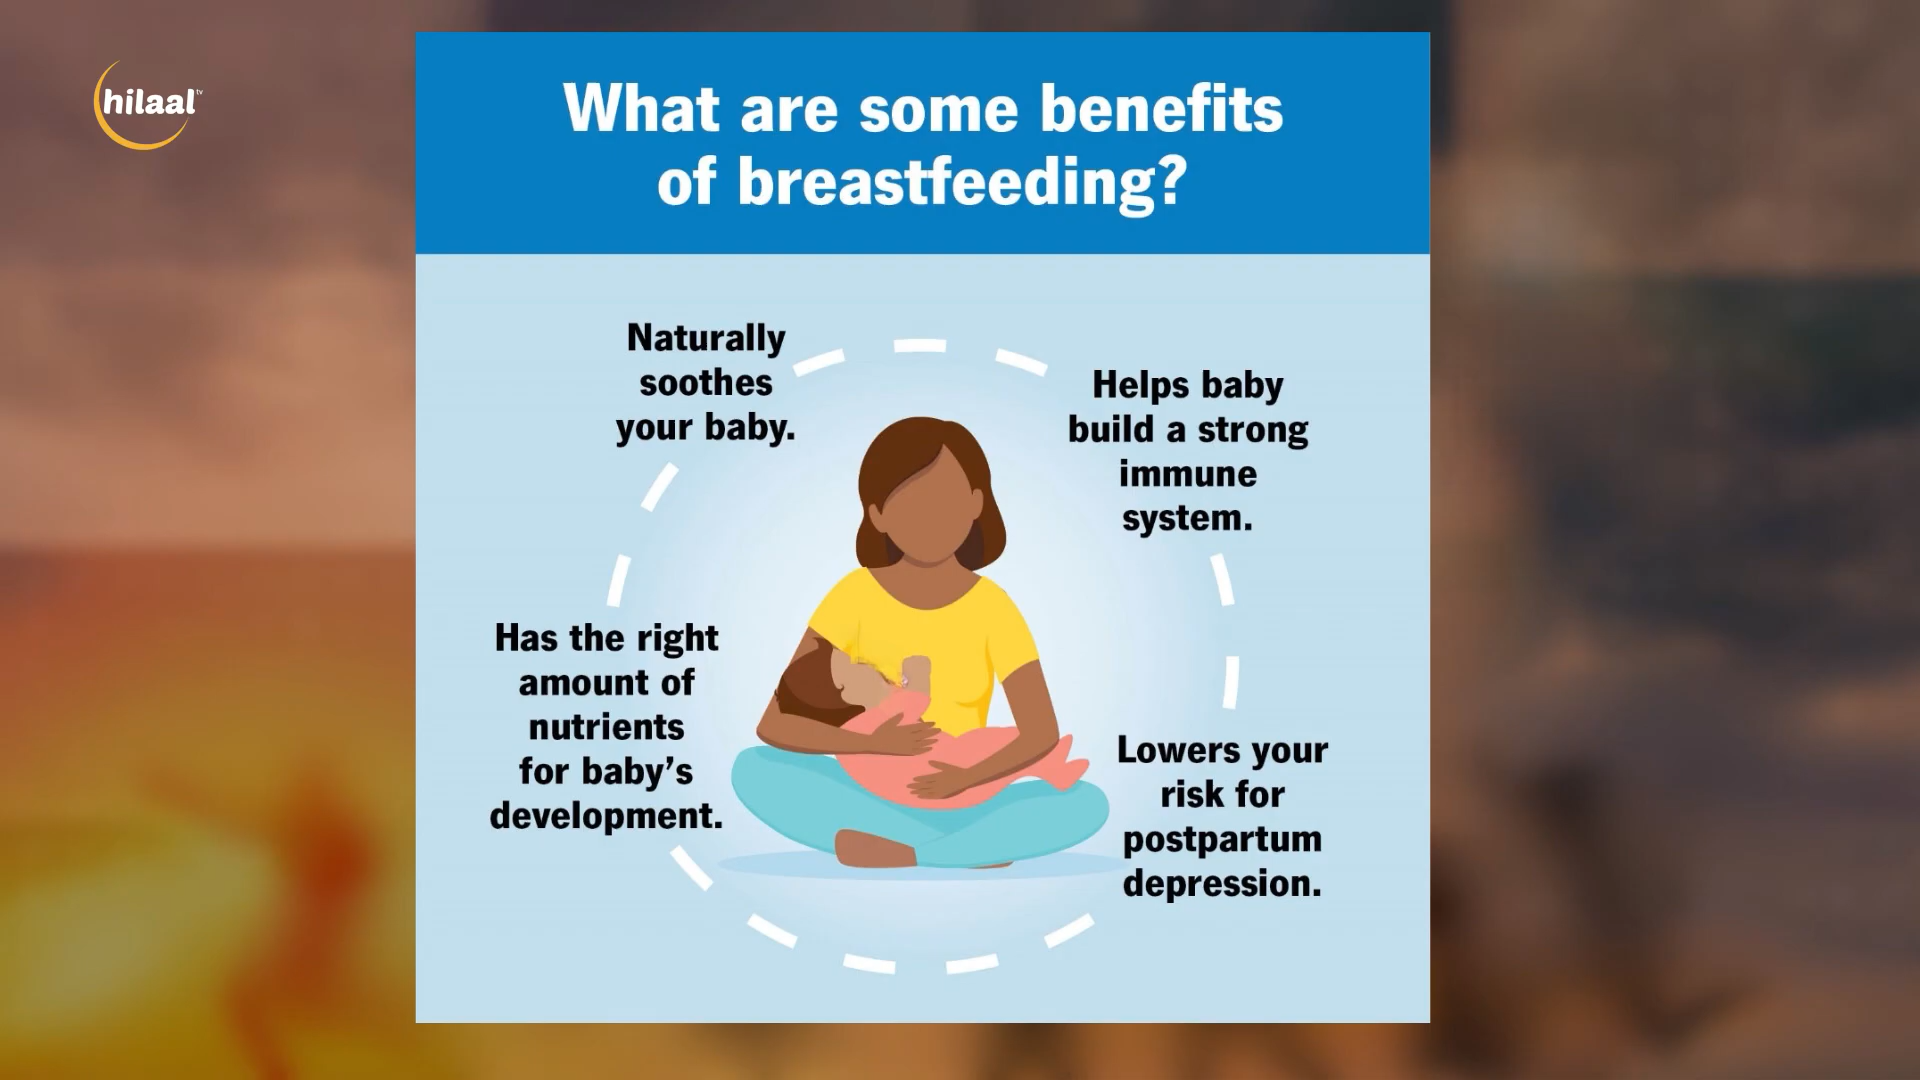 hilaal tv
What are some benefits
of breastfeeding?
Naturally
soothes
your baby.
Helps baby
build a strong
immune
system.
Has the right
amount of
nutrients
for baby's
development.
Lowers your
risk for
postpartum
depression.